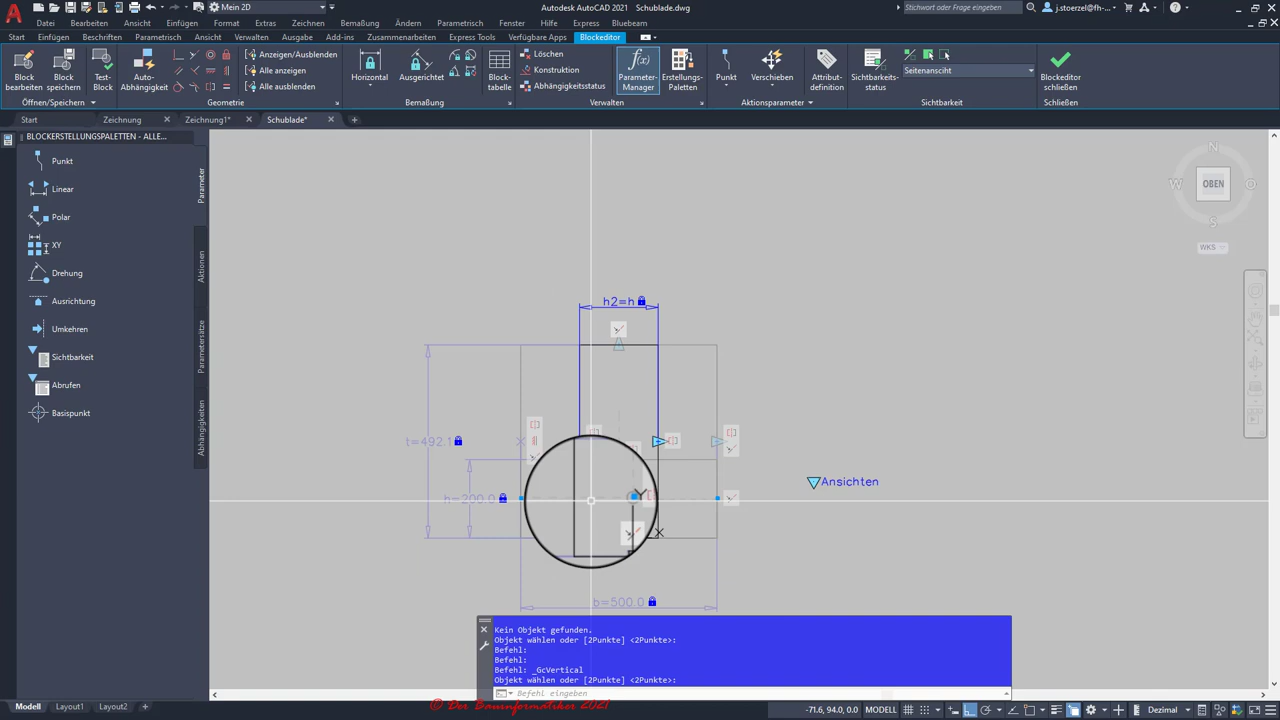 Mein 2D
Autodesk AutoCAD 2021 Schublade.dwg
Stichwort oder Frage eingeben
j.stoerzel@fh-...
Datei Bearbeiten Ansicht Einfügen Format Extras Zeichnen Bemaßung Ändern Parametrisch Fenster Hilfe Express Bluebeam
Start Einfügen Beschriften Parametrisch Ansicht Verwalten Ausgabe Add-ins Zusammenarbeiten Express Tools Verfügbare Apps Blockeditor
Block bearbeiten
Block speichern
Test-Block
Öffnen/Speichern
Auto-Abhängigkeit
Anzeigen/Ausblenden
Alle anzeigen
Alle ausblenden
Geometrie
Horizontal
Ausgerichtet
Bemaßung
Block-tabelle
Löschen
Konstruktion
Abhängigkeitsstatus
Parameter-Manager
Erstellungs-Paletten
Verwalten
Punkt
Verschieben
Aktionsparameter
Attribut-definition
Sichtbarkeits-status
Seitenansicht
Sichtbarkeit
Blockeditor schließen
Schließen
Start Zeichnung Zeichnung1* Schublade*
BLOCKERSTELLUNGSPALETTEN - ALLE...
Punkt
Linear
Polar
XY
Drehung
Ausrichtung
Umkehren
Sichtbarkeit
Abrufen
Basispunkt
Parameter
Aktionen
Parametersätze
Abhängigkeiten
N
W OBEN O
S
WKS
h2=h
t=492.1
h=200.0
Y
Ansichten
b=500.0
Kein Objekt gefunden.
Objekt wählen oder [2Punkte] <2Punkte>:
Befehl:
Befehl:
Befehl: _GcVertical
Objekt wählen oder [2Punkte] <2Punkte>:
Befehl eingeben
Modell Layout1 Layout2
© Der Bauinformatiker 2021
-71.6, 94.0, 0.0 MODELL
Dezimal